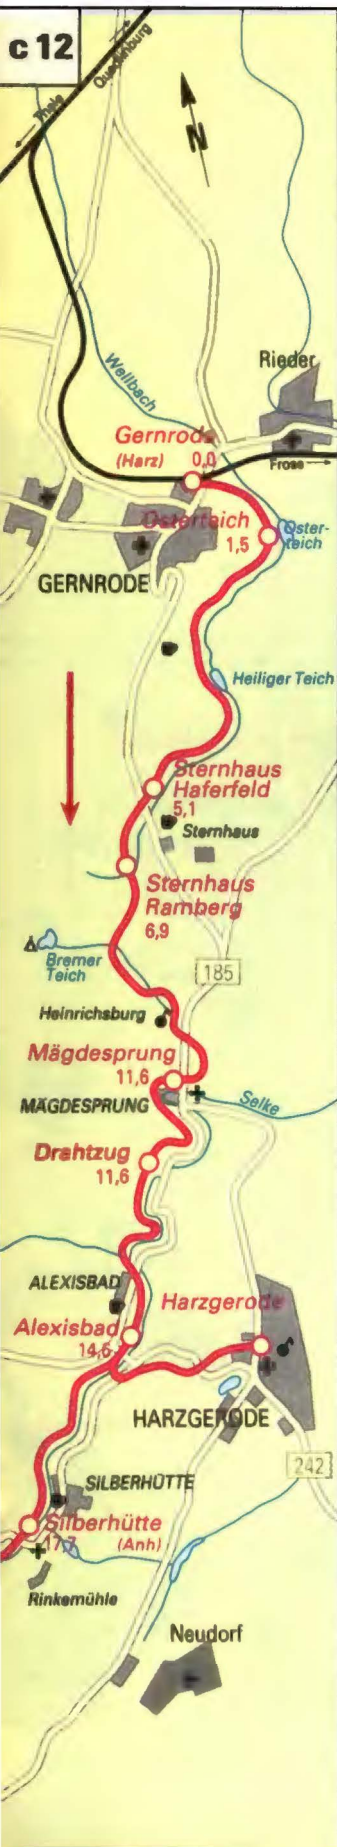 c 12
Thale
Quedlinburg
N
Rieder
Wellbach
Gernrode
(Harz)
0,0
Frose
Osterteich
1,5
Oster-
teich
GERNRODE
Heiliger Teich
Sternhaus
Haferfeld
5,1
Sternhaus
Sternhaus
Ramberg
6,9
Bremer
Teich
185
Heinrichsburg
Mägdesprung
11,6
MÄGDESPRUNG
Selke
Drahtzug
11,6
ALEXISBAD
Harzgerode
Alexisbad
14,6
HARZGERODE
242
SILBERHÜTTE
Silberhütte
17,7
(Anh)
Rinkemühle
Neudorf